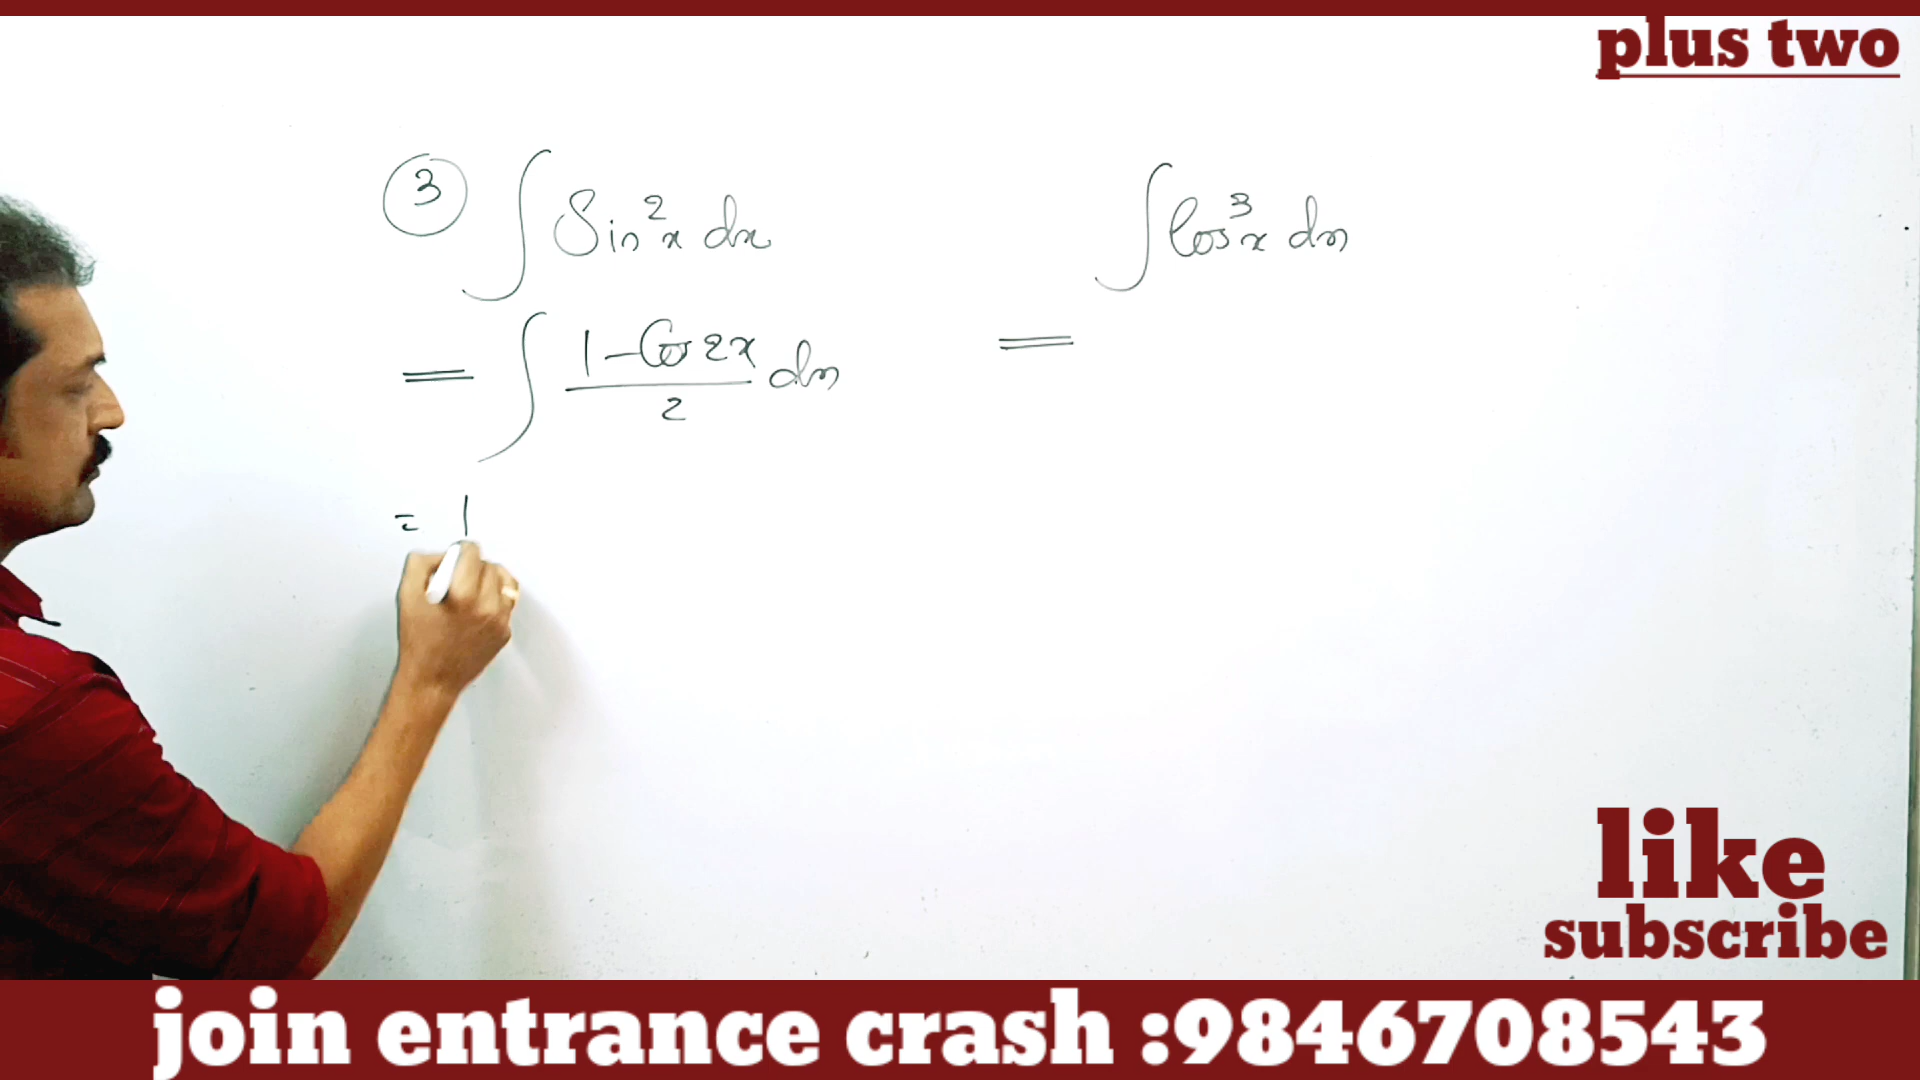 plus two
③ ∫ Sin²x dx
∫ Cos³x dx
= ∫ (1 - Cos 2x)/2 dx
=
= 1
like
subscribe
join entrance crash :9846708543